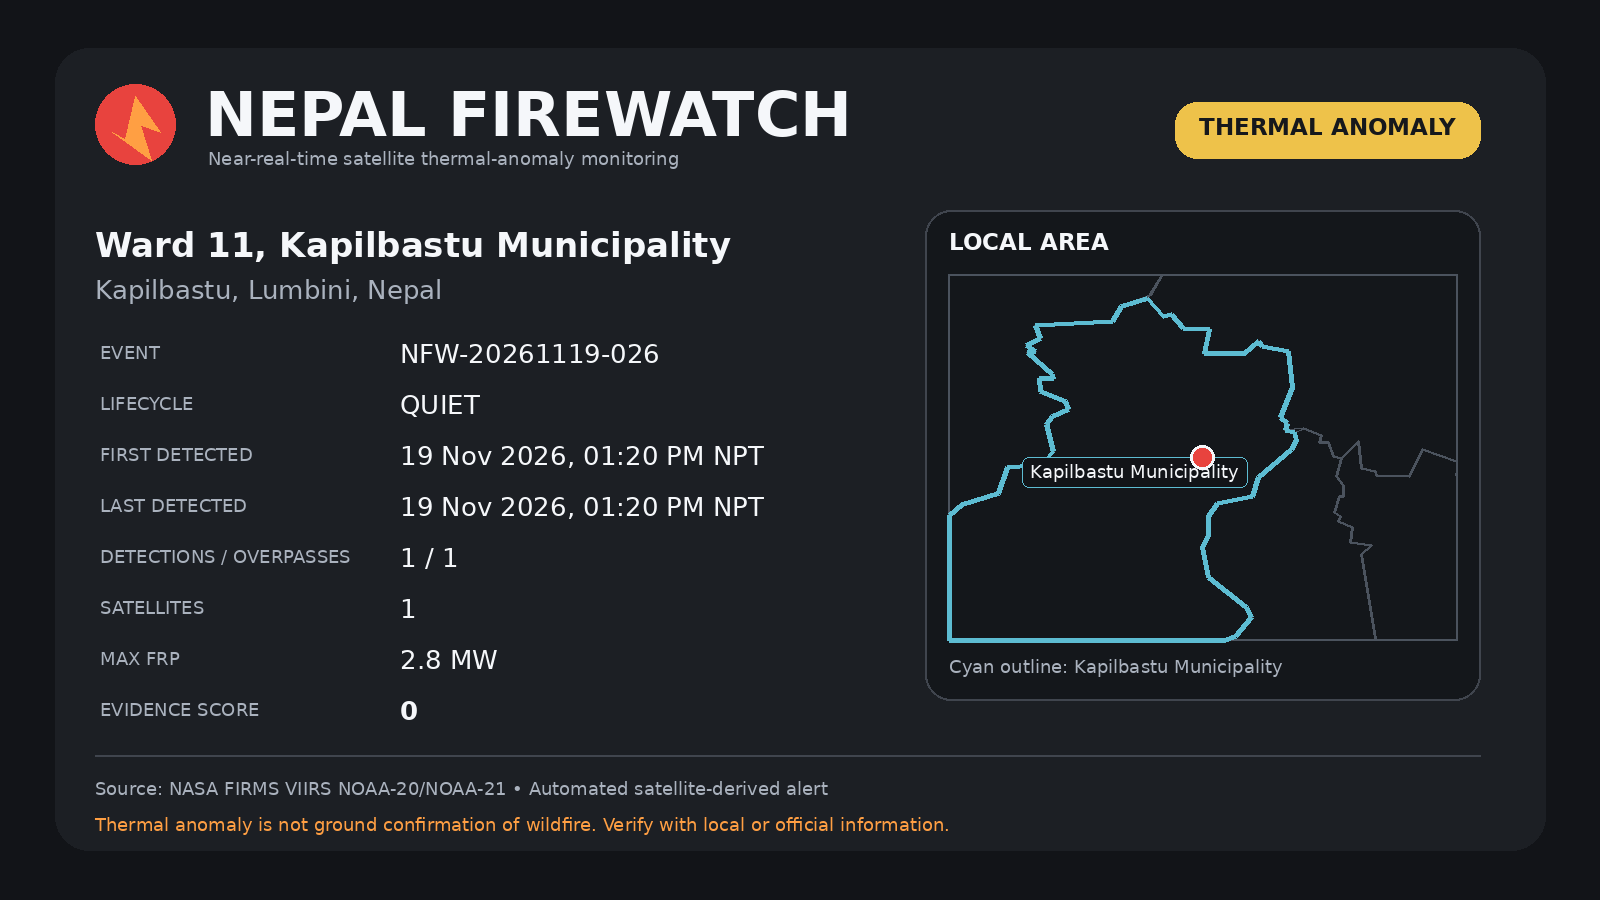 NEPAL FIREWATCH
Near-real-time satellite thermal-anomaly monitoring
THERMAL ANOMALY
Ward 11, Kapilbastu Municipality
Kapilbastu, Lumbini, Nepal
EVENT NFW-20261119-026
LIFECYCLE QUIET
FIRST DETECTED 19 Nov 2026, 01:20 PM NPT
LAST DETECTED 19 Nov 2026, 01:20 PM NPT
DETECTIONS / OVERPASSES 1 / 1
SATELLITES 1
MAX FRP 2.8 MW
EVIDENCE SCORE 0
LOCAL AREA
Kapilbastu Municipality
Cyan outline: Kapilbastu Municipality
Source: NASA FIRMS VIIRS NOAA-20/NOAA-21 • Automated satellite-derived alert
Thermal anomaly is not ground confirmation of wildfire. Verify with local or official information.